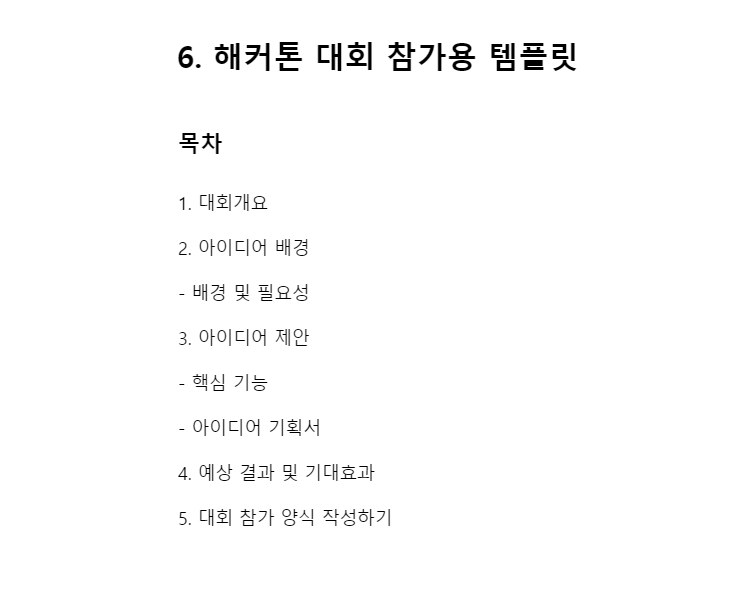 6. 해커톤 대회 참가용 템플릿
목차
1. 대회개요
2. 아이디어 배경
- 배경 및 필요성
3. 아이디어 제안
- 핵심 기능
- 아이디어 기획서
4. 예상 결과 및 기대효과
5. 대회 참가 양식 작성하기